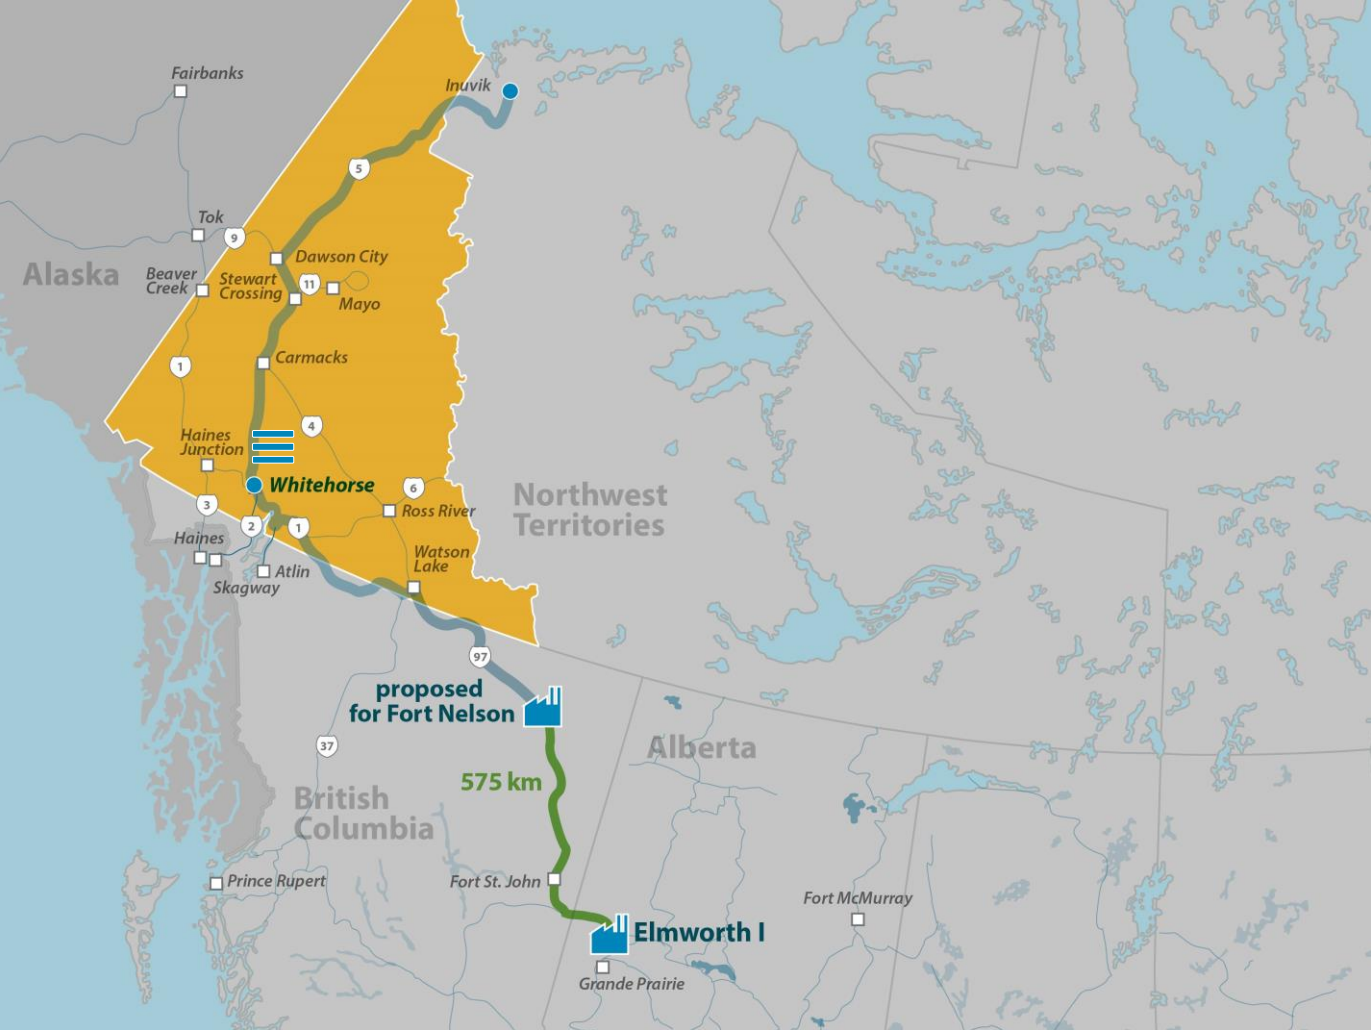 Fairbanks
Inuvik
5
Tok
9
Dawson City
Alaska
Beaver
Creek
Stewart
Crossing
11
Mayo
Carmacks
1
4
Haines
Junction
Whitehorse
6
Northwest
Territories
3
Ross River
2
1
Haines
Watson
Lake
Atlin
Skagway
97
proposed
for Fort Nelson
37
Alberta
575 km
British
Columbia
Prince Rupert
Fort St. John
Fort McMurray
Elmworth I
Grande Prairie